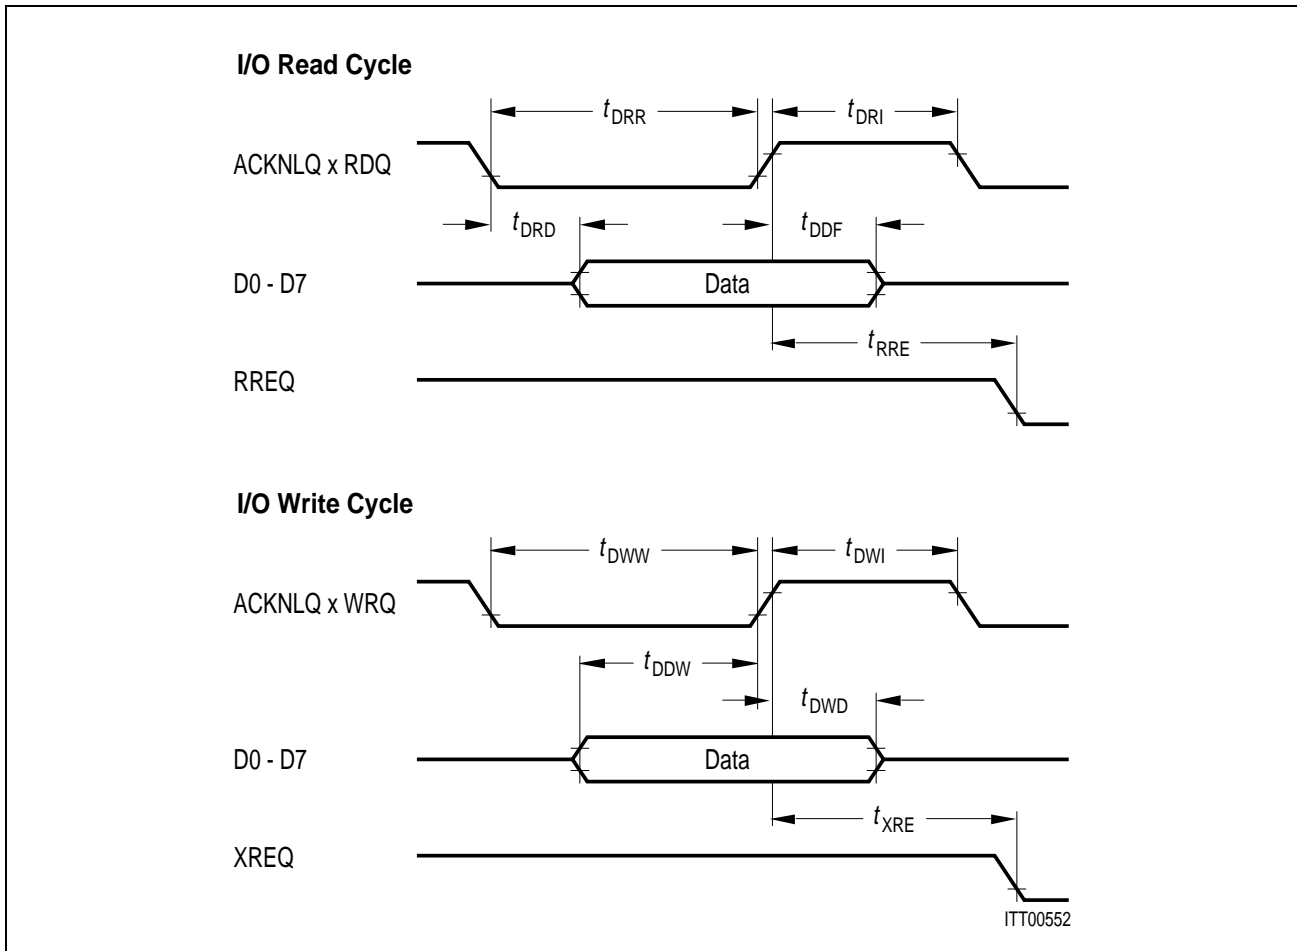 I/O Read Cycle
tDRR
tDRI
ACKNLQ x RDQ
tDRD
tDDF
D0 - D7
Data
tRRE
RREQ
I/O Write Cycle
tDWW
tDWI
ACKNLQ x WRQ
tDDW
tDWD
D0 - D7
Data
tXRE
XREQ
ITT00552